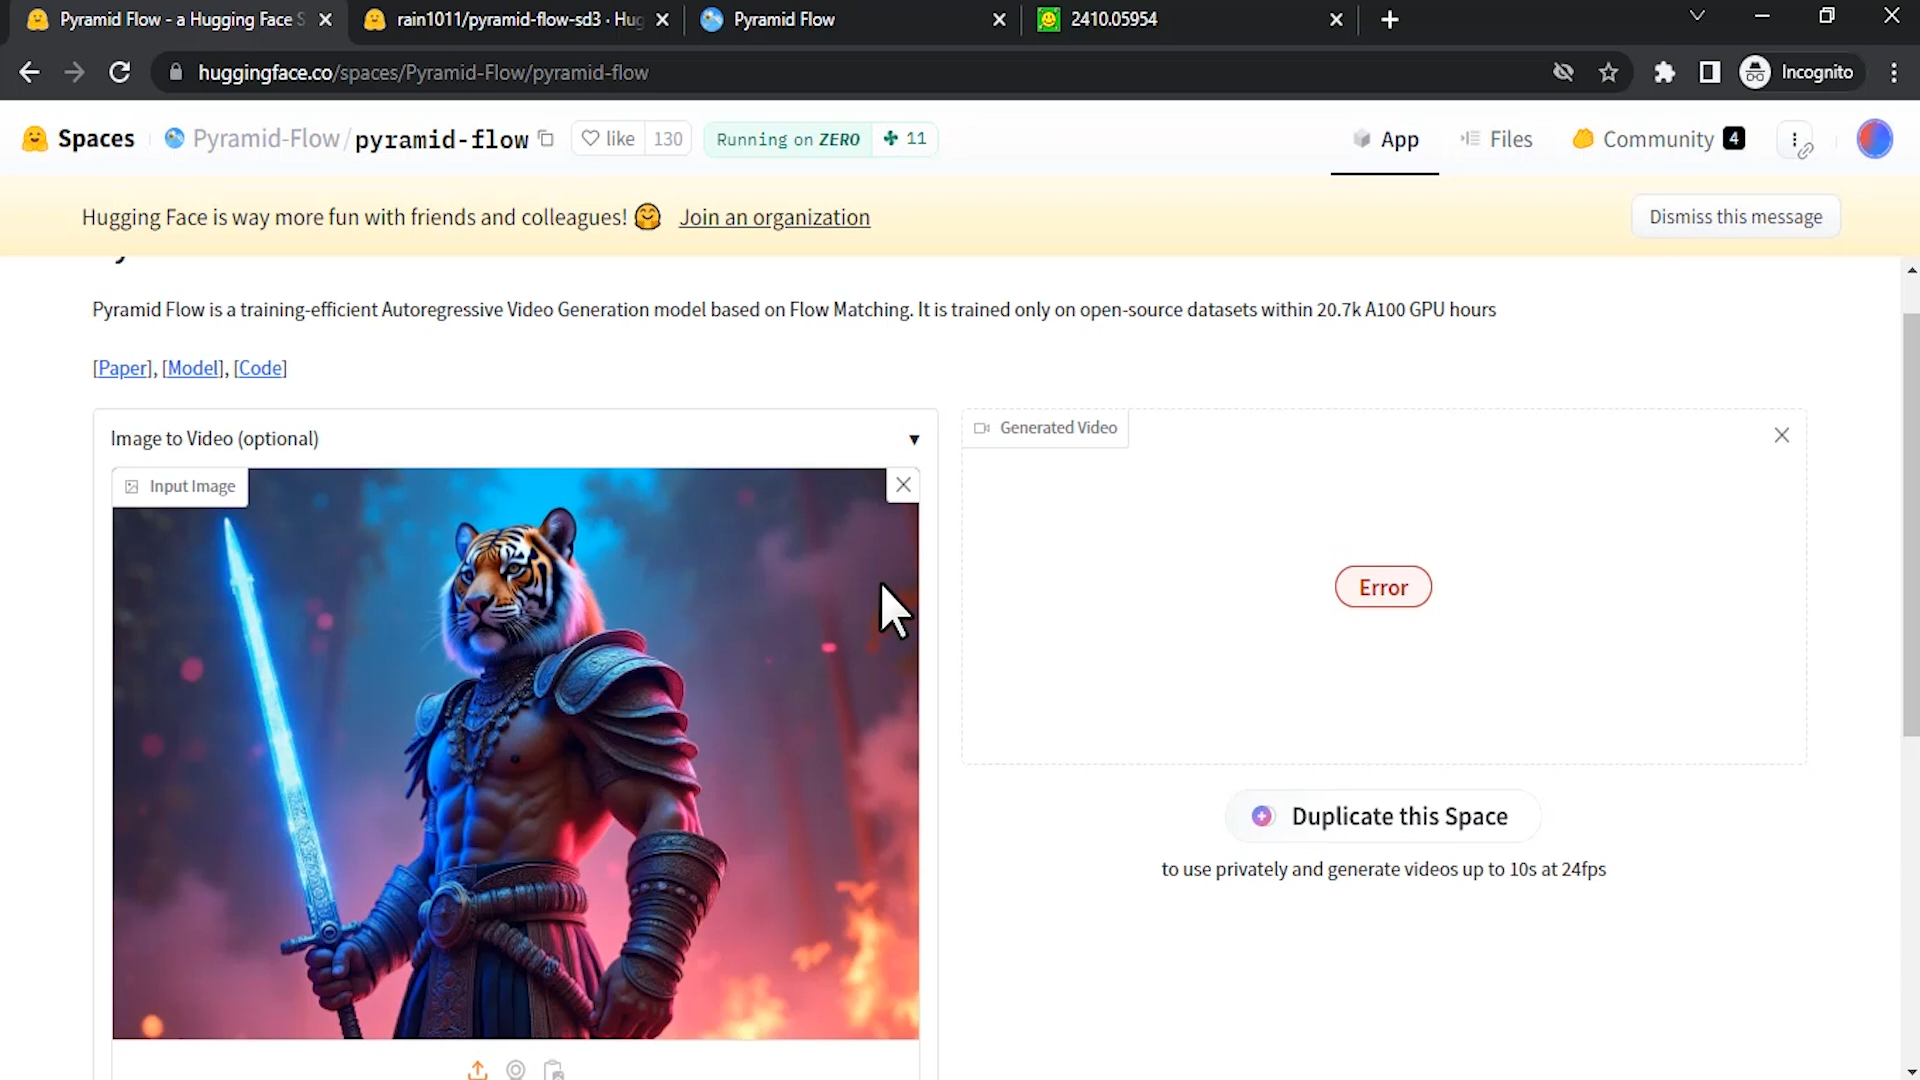 Pyramid Flow - a Hugging Face S
rain1011/pyramid-flow-sd3 · Hug
Pyramid Flow
2410.05954
huggingface.co/spaces/Pyramid-Flow/pyramid-flow
Incognito
Spaces
Pyramid-Flow/pyramid-flow
like 130
Running on ZERO
11
App
Files
Community 4
Hugging Face is way more fun with friends and colleagues! 🤗 Join an organization
Dismiss this message
Pyramid Flow is a training-efficient Autoregressive Video Generation model based on Flow Matching. It is trained only on open-source datasets within 20.7k A100 GPU hours
[Paper], [Model], [Code]
Image to Video (optional)
Input Image
Generated Video
Error
Duplicate this Space
to use privately and generate videos up to 10s at 24fps